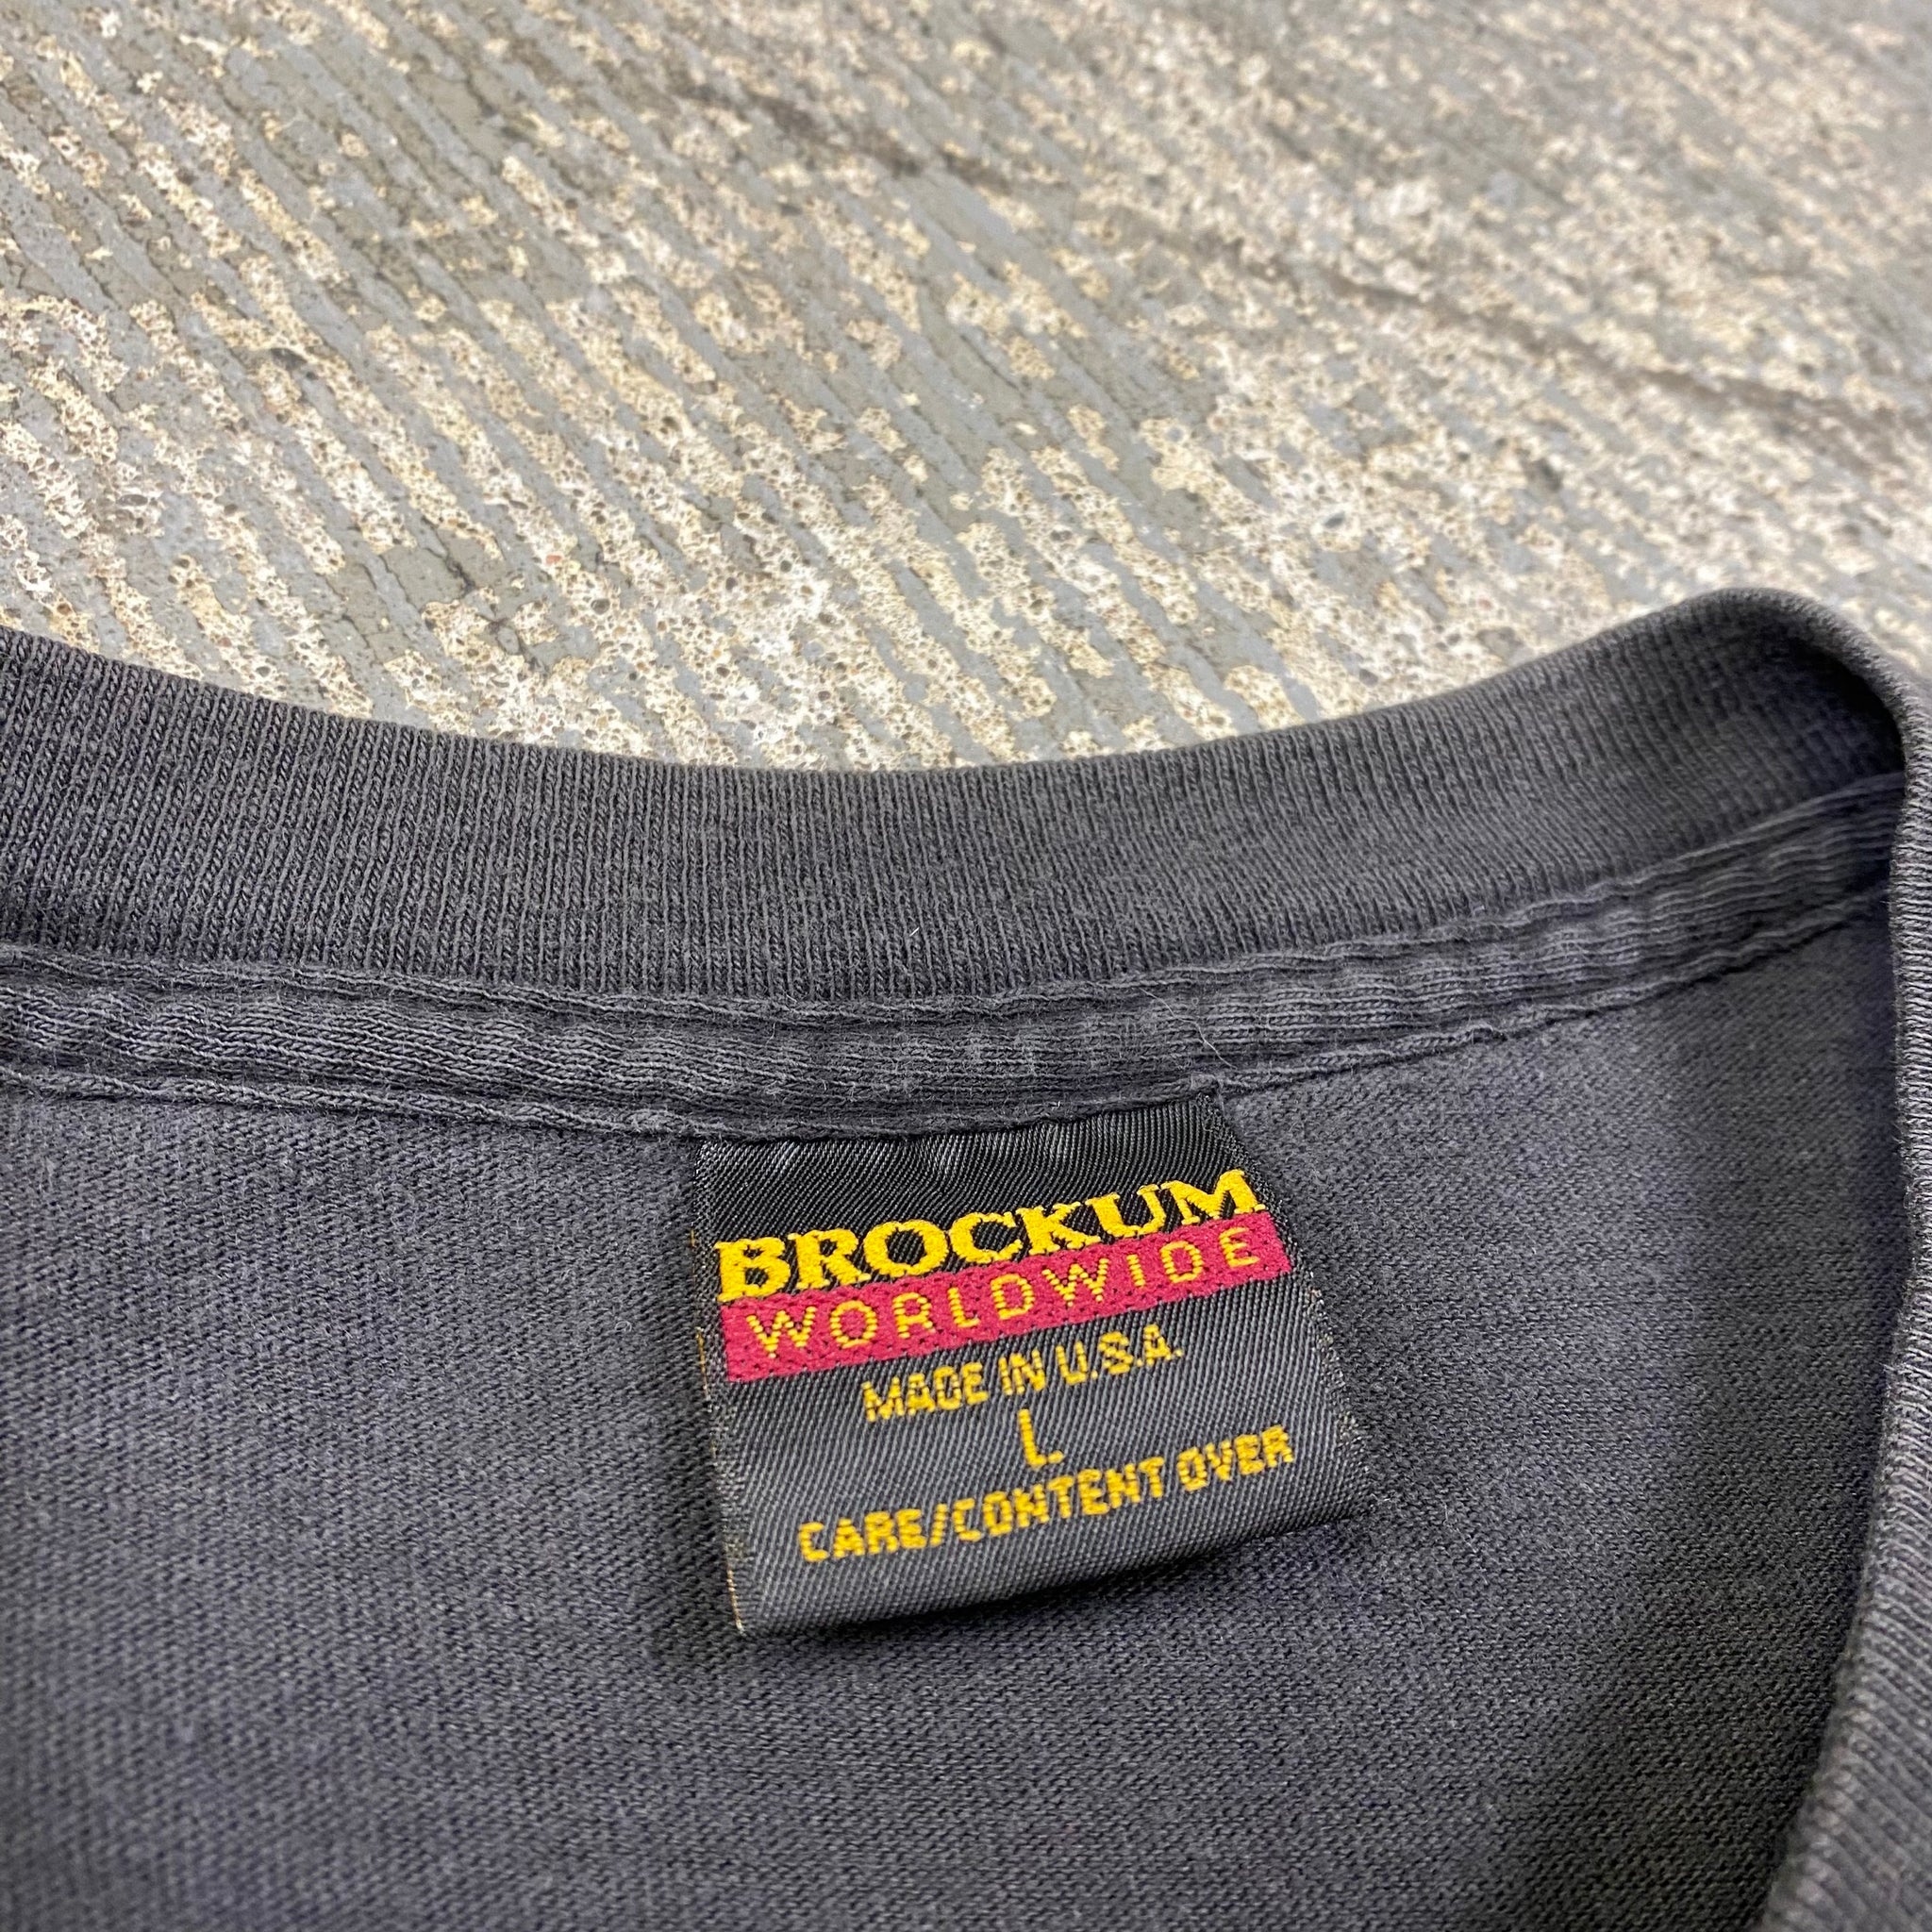 BROCKUM
WORLDWIDE
MADE IN U.S.A.
L
CARE/CONTENT OVER